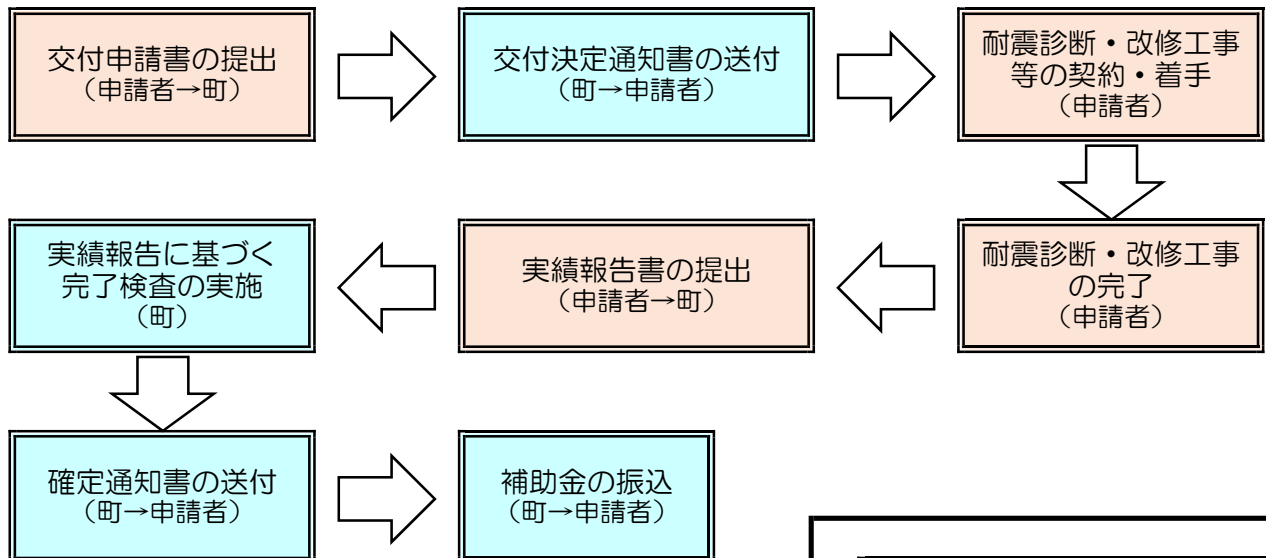 交付申請書の提出
（申請者→町）
交付決定通知書の送付
（町→申請者）
耐震診断・改修工事
等の契約・着手
（申請者）
耐震診断・改修工事
の完了
（申請者）
実績報告書の提出
（申請者→町）
実績報告に基づく
完了検査の実施
（町）
確定通知書の送付
（町→申請者）
補助金の振込
（町→申請者）